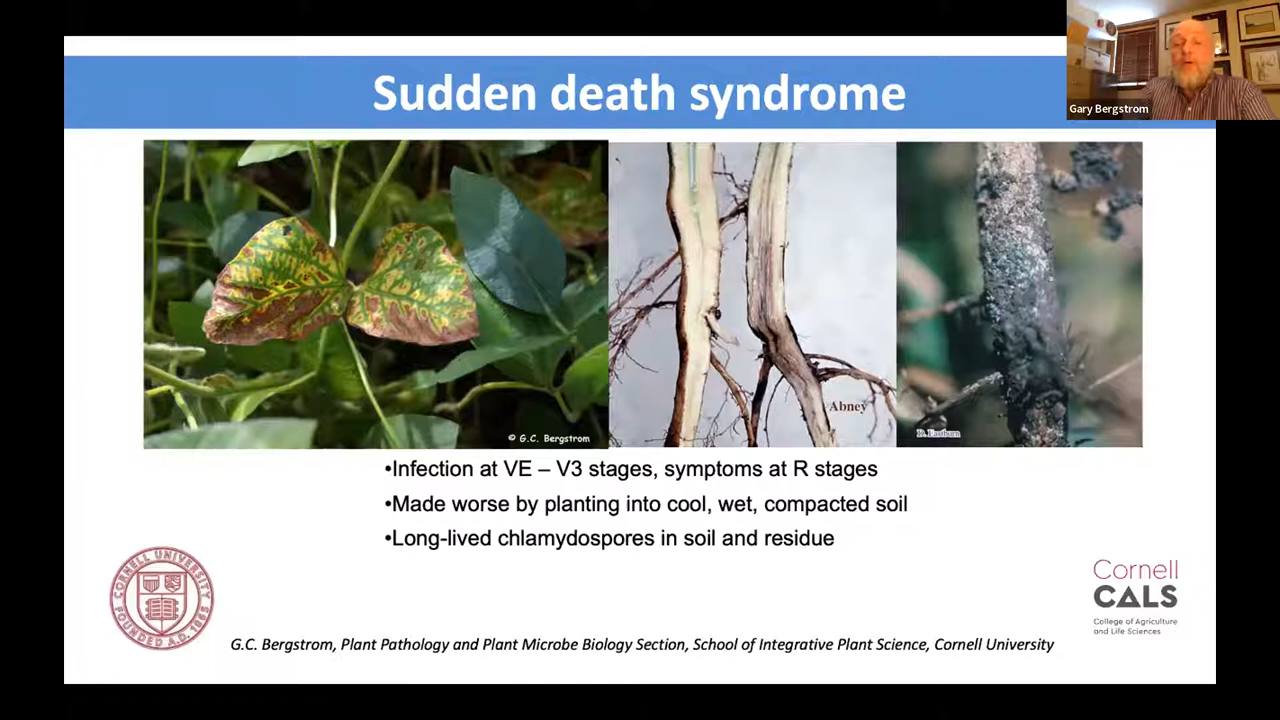 Sudden death syndrome
Gary Bergstrom
© G.C. Bergstrom
Abney
D. Eastburn
•Infection at VE – V3 stages, symptoms at R stages
•Made worse by planting into cool, wet, compacted soil
•Long-lived chlamydospores in soil and residue
CORNELL UNIVERSITY
FOUNDED A.D. 1865
Cornell
CALS
College of Agriculture
and Life Sciences
G.C. Bergstrom, Plant Pathology and Plant Microbe Biology Section, School of Integrative Plant Science, Cornell University